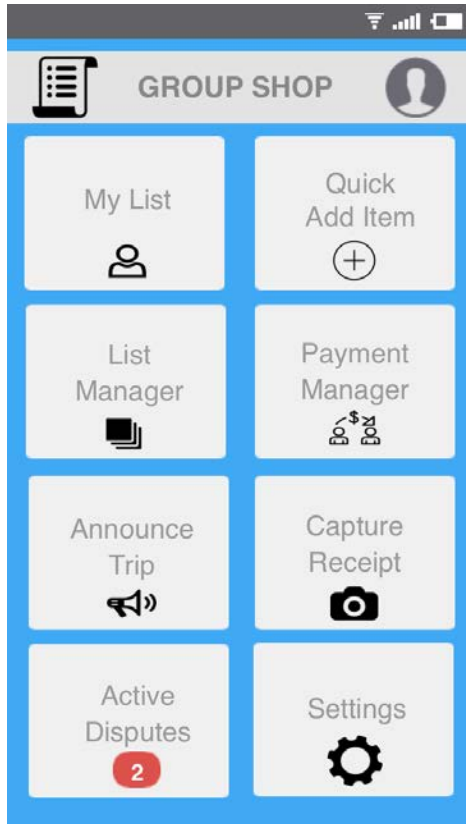 GROUP SHOP
My List
Quick
Add Item
List
Manager
Payment
Manager
$
Announce
Trip
Capture
Receipt
Active
Disputes
2
Settings